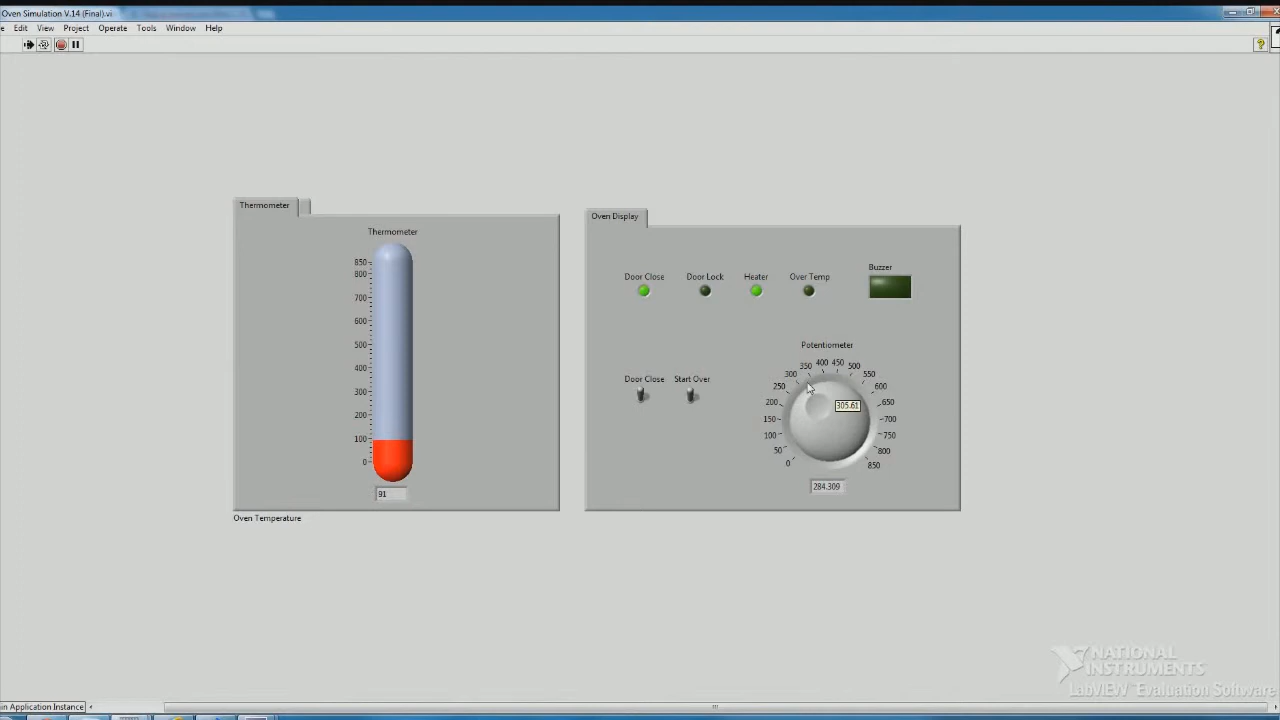 Oven Simulation V.14 (Final).vi
Edit View Project Operate Tools Window Help
Thermometer
Thermometer
850
800
700
600
500
400
300
200
100
0
91
Oven Temperature
Oven Display
Door Close Door Lock Heater Over Temp
Buzzer
Door Close Start Over
Potentiometer
0 50 100 150 200 250 300 350 400 450 500 550 600 650 700 750 800 850
305.61
284.309
NATIONAL
INSTRUMENTS
LabVIEW Evaluation Software
in Application Instance